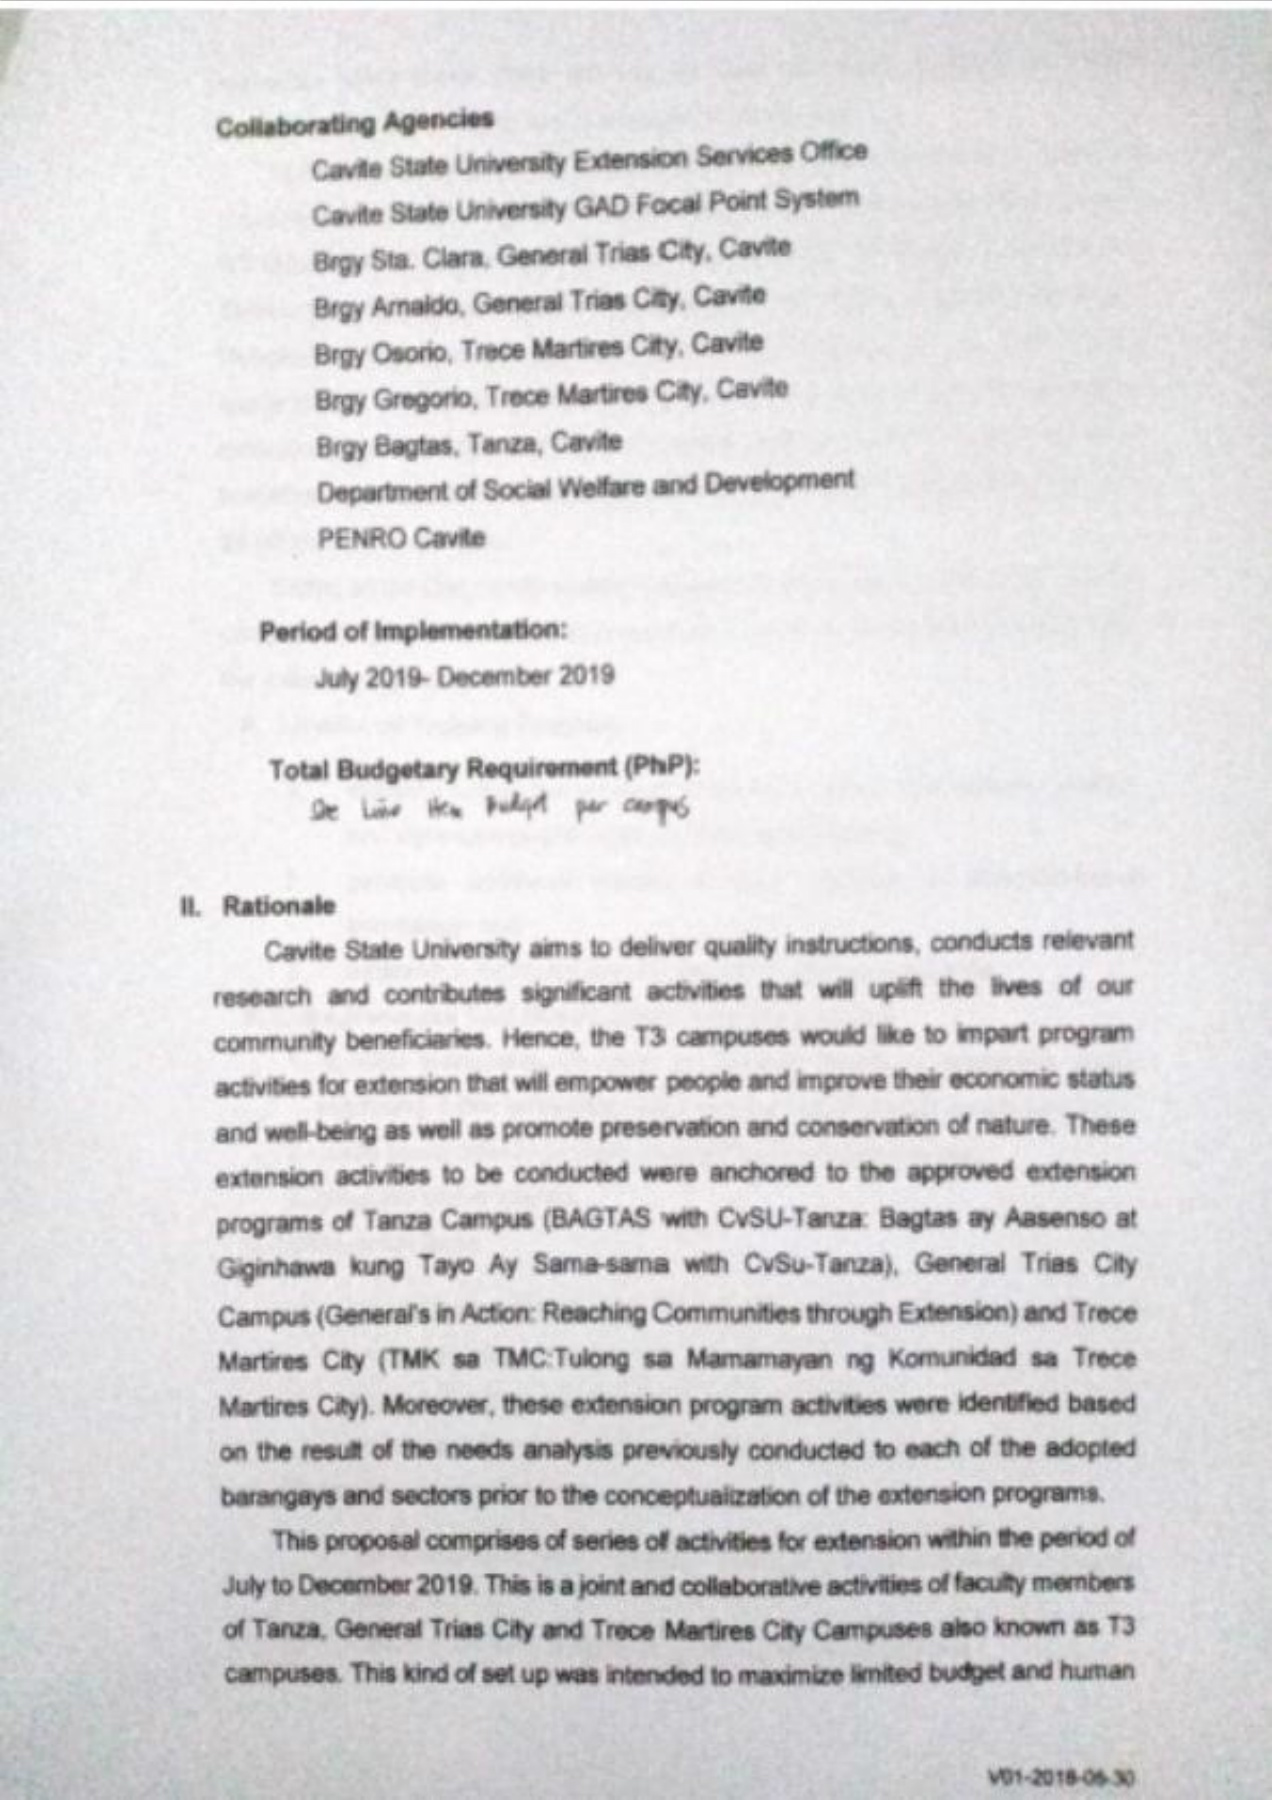 Collaborating Agencies
Cavite State University Extension Services Office
Cavite State University GAD Focal Point System
Brgy Sta. Clara, General Trias City, Cavite
Brgy Arnaldo, General Trias City, Cavite
Brgy Osorio, Trece Martires City, Cavite
Brgy Gregorio, Trece Martires City, Cavite
Brgy Bagtas, Tanza, Cavite
Department of Social Welfare and Development
PENRO Cavite
Period of Implementation:
July 2019- December 2019
Total Budgetary Requirement (PhP):
Line Item Budget per campus
II. Rationale
Cavite State University aims to deliver quality instructions, conducts relevant
research and contributes significant activities that will uplift the lives of our
community beneficiaries. Hence, the T3 campuses would like to impart program
activities for extension that will empower people and improve their economic status
and well-being as well as promote preservation and conservation of nature. These
extension activities to be conducted were anchored to the approved extension
programs of Tanza Campus (BAGTAS with CvSU-Tanza: Bagtas ay Aasenso at
Giginhawa kung Tayo Ay Sama-sama with CvSu-Tanza), General Trias City
Campus (General's in Action: Reaching Communities through Extension) and Trece
Martires City (TMK sa TMC:Tulong sa Mamamayan ng Komunidad sa Trece
Martires City). Moreover, these extension program activities were identified based
on the result of the needs analysis previously conducted to each of the adopted
barangays and sectors prior to the conceptualization of the extension programs.
This proposal comprises of series of activities for extension within the period of
July to December 2019. This is a joint and collaborative activities of faculty members
of Tanza, General Trias City and Trece Martires City Campuses also known as T3
campuses. This kind of set up was intended to maximize limited budget and human
V01-2018-05-30